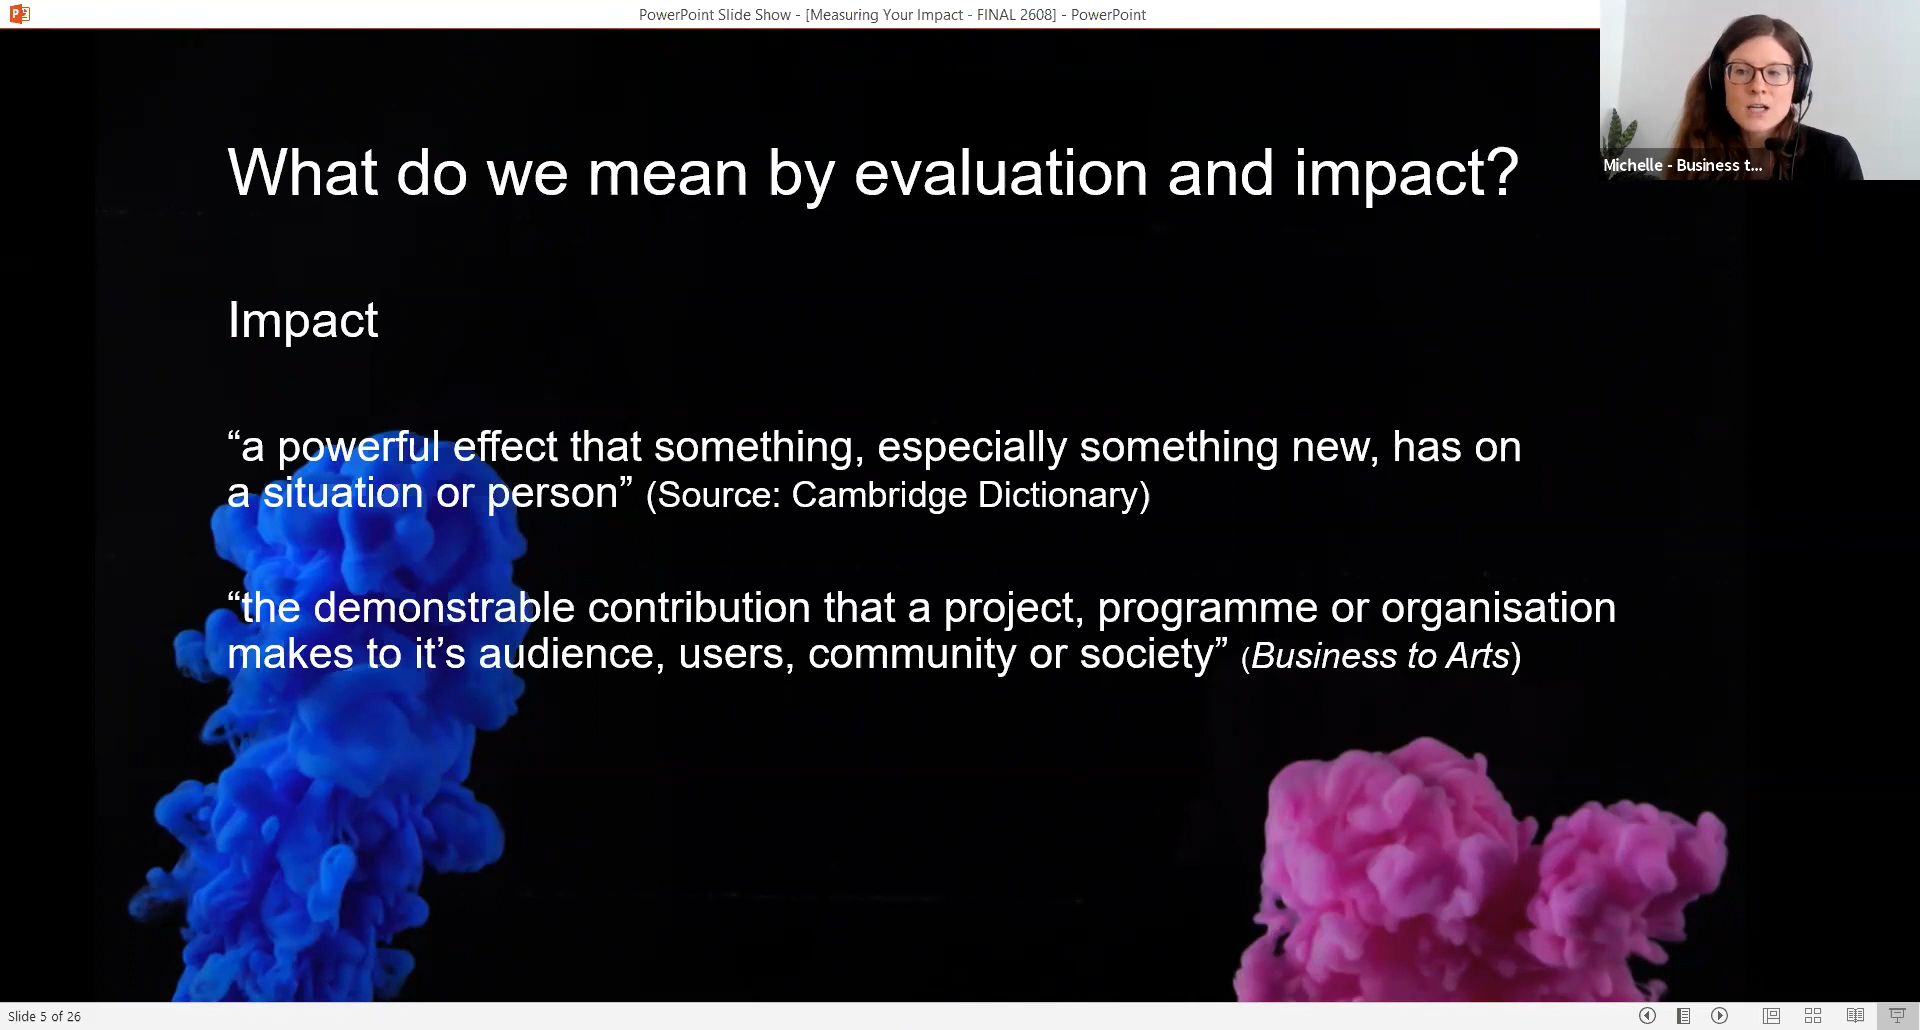 PowerPoint Slide Show - [Measuring Your Impact - FINAL 2608] - PowerPoint
Michelle - Business t...
What do we mean by evaluation and impact?
Impact
“a powerful effect that something, especially something new, has on
a situation or person” (Source: Cambridge Dictionary)
“the demonstrable contribution that a project, programme or organisation
makes to it’s audience, users, community or society” (Business to Arts)
Slide 5 of 26